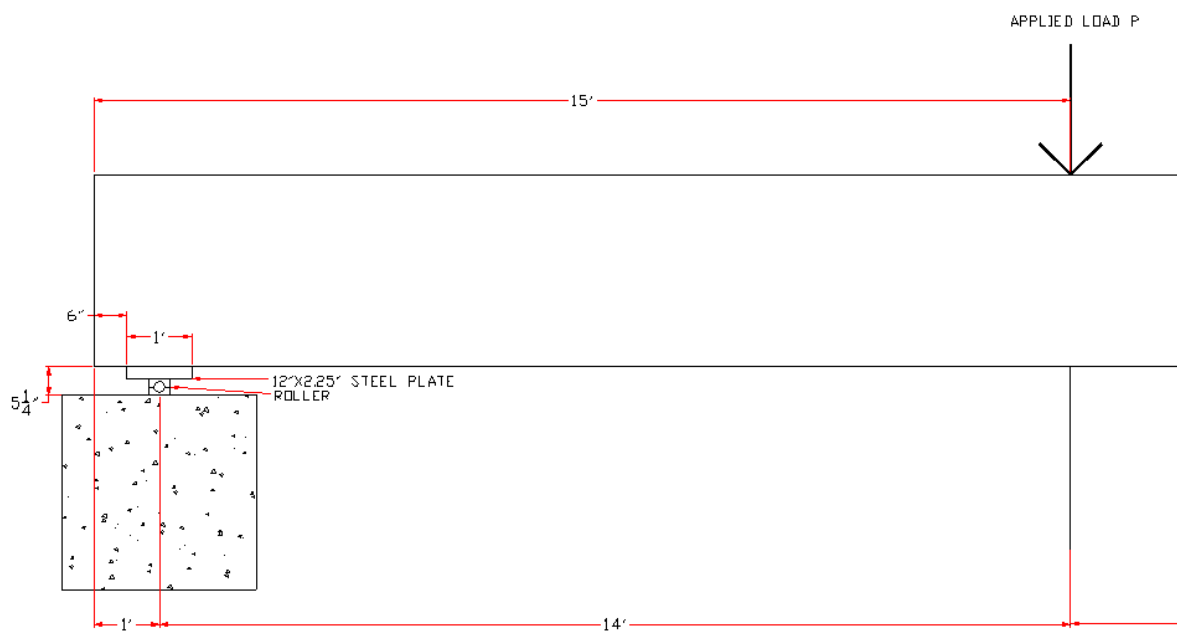 APPLIED LOAD P
15'
6"
1'
12"X2.25" STEEL PLATE
ROLLER
5 1/4"
1'
14'